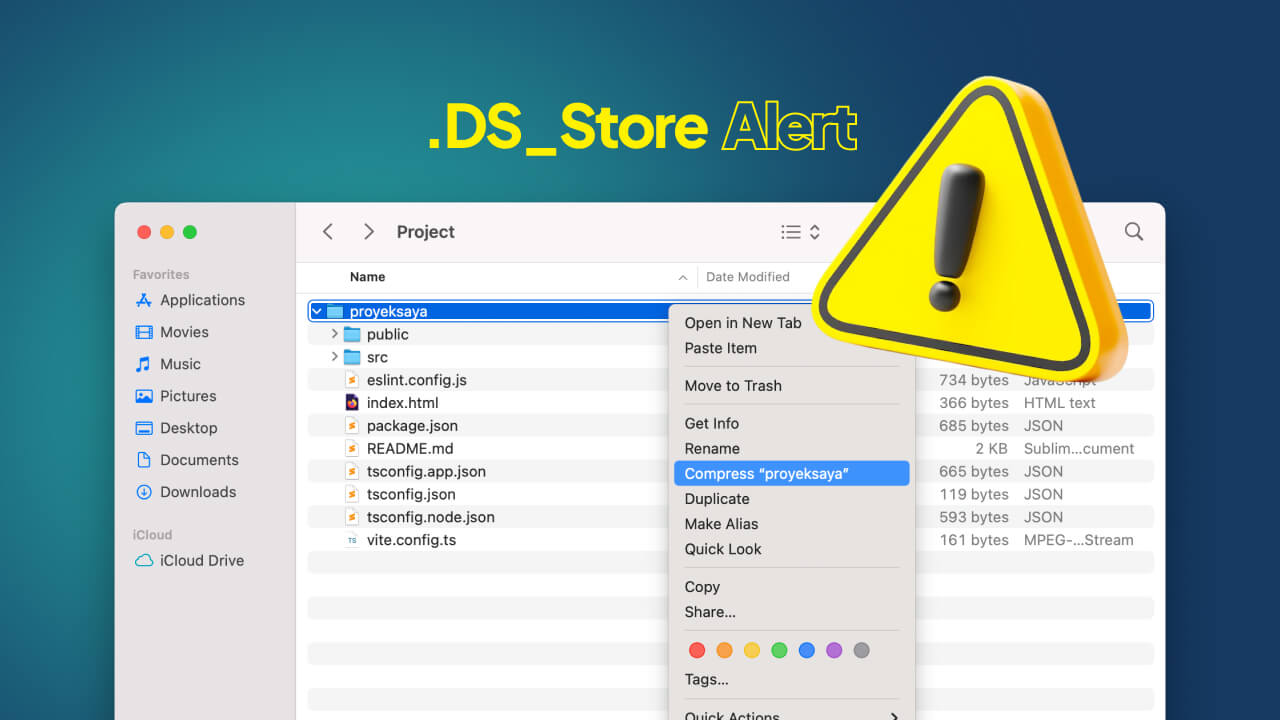 .DS_Store Alert
Project
Favorites
Applications
Movies
Music
Pictures
Desktop
Documents
Downloads
iCloud
iCloud Drive
Name
Date Modified
proyeksaya
public
src
eslint.config.js
734 bytes
JavaScript
index.html
366 bytes
HTML text
package.json
685 bytes
JSON
README.md
2 KB
Sublim...cument
tsconfig.app.json
665 bytes
JSON
tsconfig.json
119 bytes
JSON
tsconfig.node.json
593 bytes
JSON
vite.config.ts
161 bytes
MPEG-...Stream
TS
Open in New Tab
Paste Item
Move to Trash
Get Info
Rename
Compress “proyeksaya”
Duplicate
Make Alias
Quick Look
Copy
Share...
Tags...
Quick Actions